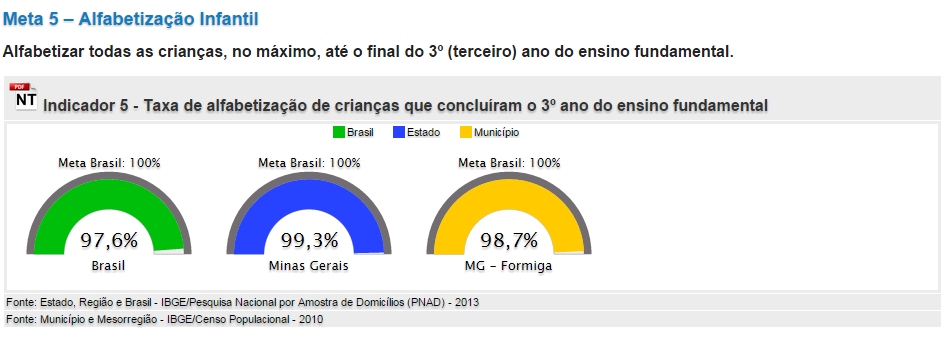 Meta 5 – Alfabetização Infantil
Alfabetizar todas as crianças, no máximo, até o final do 3º (terceiro) ano do ensino fundamental.
PDF
NT Indicador 5 - Taxa de alfabetização de crianças que concluíram o 3º ano do ensino fundamental
Brasil Estado Município
Meta Brasil: 100% Meta Brasil: 100% Meta Brasil: 100%
97,6% 99,3% 98,7%
Brasil Minas Gerais MG - Formiga
Fonte: Estado, Região e Brasil - IBGE/Pesquisa Nacional por Amostra de Domicílios (PNAD) - 2013
Fonte: Município e Mesorregião - IBGE/Censo Populacional - 2010